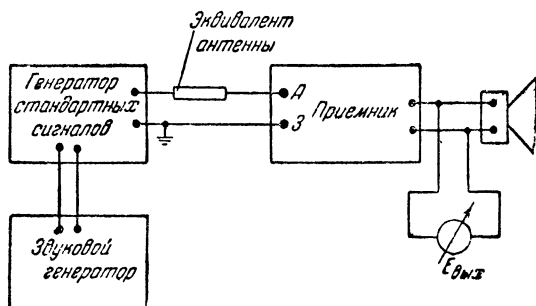 Эквивалент
антенны
Генератор
стандартных
сигналов
А
З
Приемник
Звуковой
генератор
Eвых